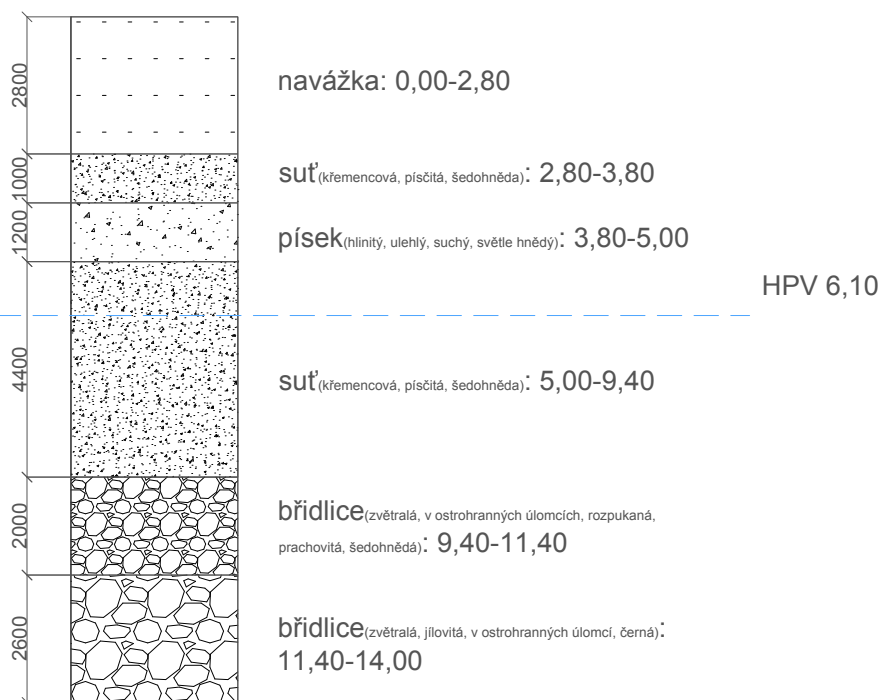 2800
navážka: 0,00-2,80
1000
suť(křemencová, písčitá, šedohněda): 2,80-3,80
1200
písek(hlinitý, ulehlý, suchý, světle hnědý): 3,80-5,00
HPV 6,10
4400
suť(křemencová, písčitá, šedohněda): 5,00-9,40
2000
břidlice(zvětralá, v ostrohranných úlomcích, rozpukaná,
prachovitá, šedohnědá): 9,40-11,40
2600
břidlice(zvětralá, jílovitá, v ostrohranných úlomcí, černá):
11,40-14,00